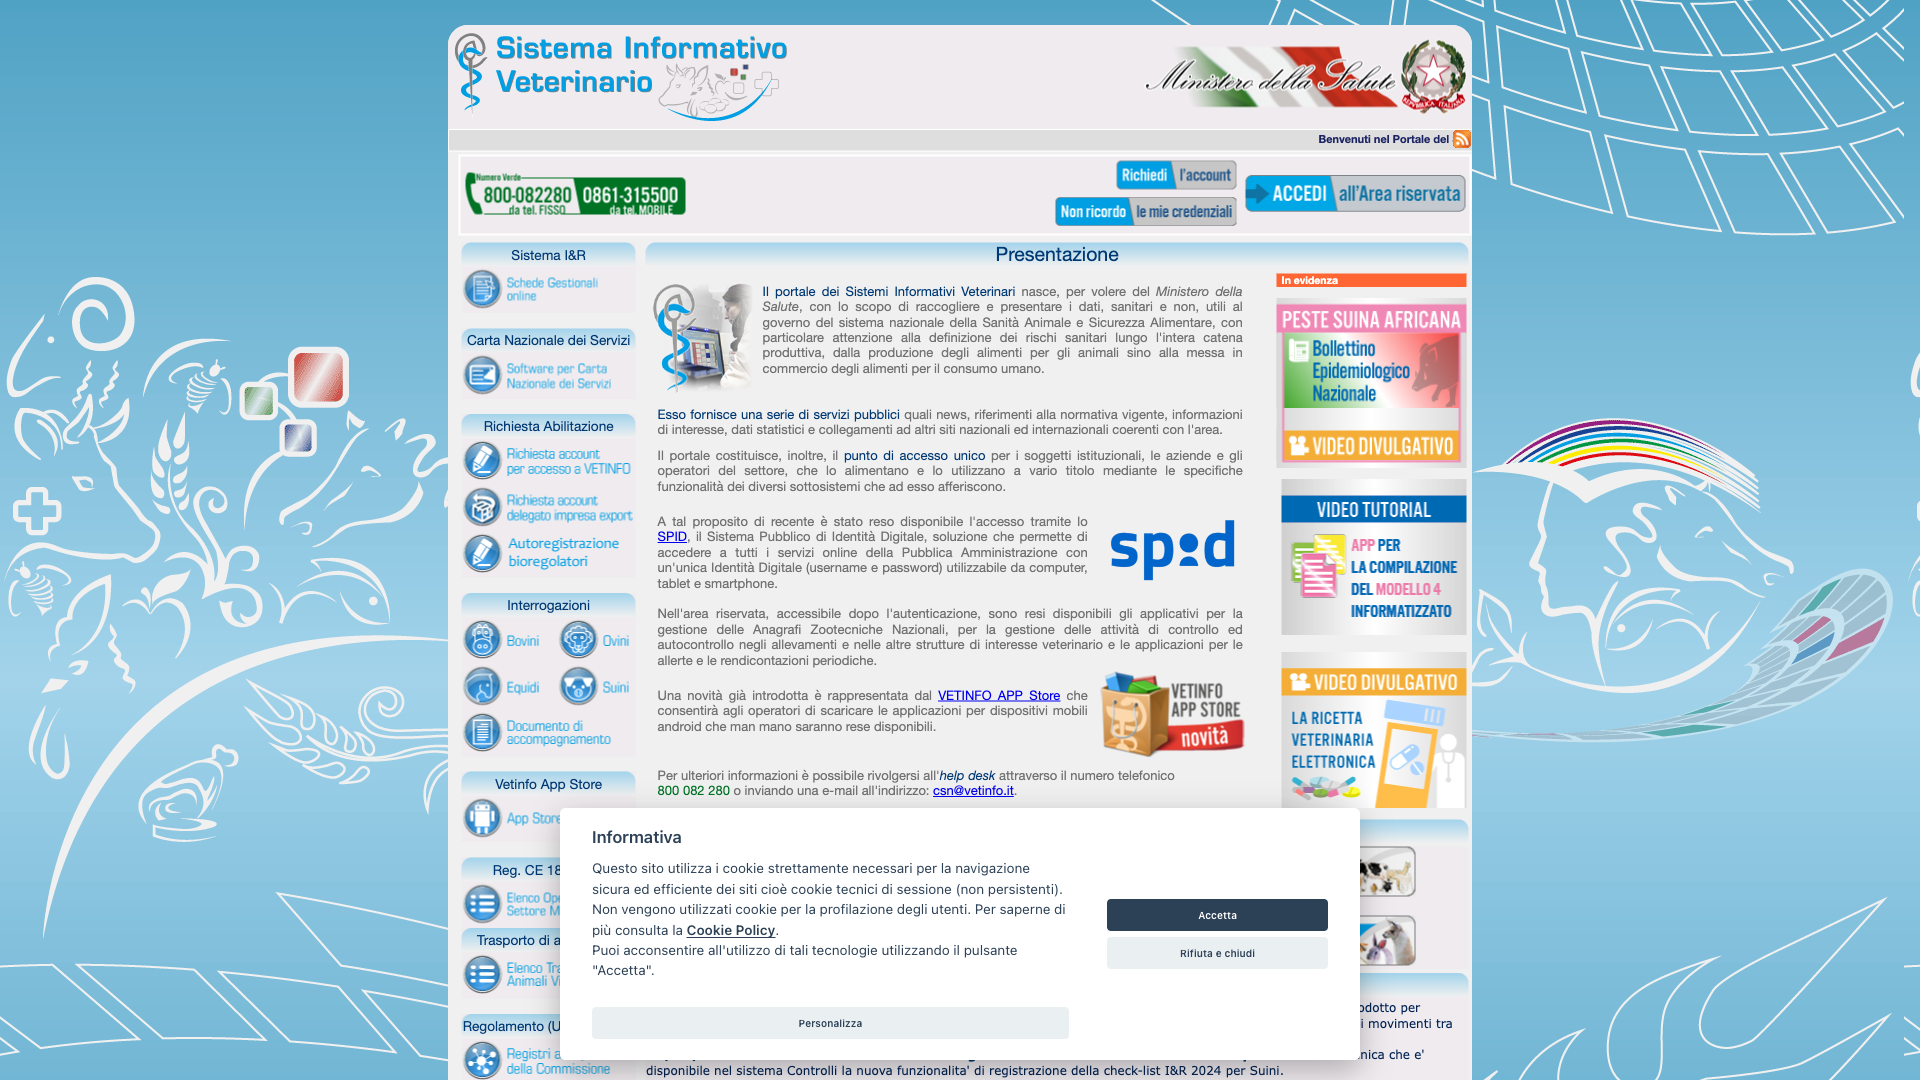 Sistema Informativo
Veterinario
Ministero della Salute
REPVBBLICA ITALIANA
Benvenuti nel Portale del
Numero Verde
800-082280 0861-315500
da tel. FISSO da tel. MOBILE
Richiedi l'account
Non ricordo le mie credenziali
ACCEDI all'Area riservata
Sistema I&R
Schede Gestionali
online
Carta Nazionale dei Servizi
Software per Carta
Nazionale dei Servizi
Richiesta Abilitazione
Richiesta account
per accesso a VETINFO
Richiesta account
delegato impresa export
Autoregistrazione
bioregolatori
Interrogazioni
Bovini
Ovini
Equidi
Suini
Documento di
accompagnamento
Vetinfo App Store
App Store
Reg. CE 18
Elenco Ope
Settore M
Trasporto di a
Elenco Tra
Animali Vi
Regolamento (U
Registri a
della Commissione
Presentazione
Il portale dei Sistemi Informativi Veterinari nasce, per volere del Ministero della
Salute, con lo scopo di raccogliere e presentare i dati, sanitari e non, utili al
governo del sistema nazionale della Sanità Animale e Sicurezza Alimentare, con
particolare attenzione alla definizione dei rischi sanitari lungo l'intera catena
produttiva, dalla produzione degli alimenti per gli animali sino alla messa in
commercio degli alimenti per il consumo umano.
Esso fornisce una serie di servizi pubblici quali news, riferimenti alla normativa vigente, informazioni
di interesse, dati statistici e collegamenti ad altri siti nazionali ed internazionali coerenti con l'area.
Il portale costituisce, inoltre, il punto di accesso unico per i soggetti istituzionali, le aziende e gli
operatori del settore, che lo alimentano e lo utilizzano a vario titolo mediante le specifiche
funzionalità dei diversi sottosistemi che ad esso afferiscono.
A tal proposito di recente è stato reso disponibile l'accesso tramite lo
SPID, il Sistema Pubblico di Identità Digitale, soluzione che permette di
accedere a tutti i servizi online della Pubblica Amministrazione con
un'unica Identità Digitale (username e password) utilizzabile da computer,
tablet e smartphone.
spid
Nell'area riservata, accessibile dopo l'autenticazione, sono resi disponibili gli applicativi per la
gestione delle Anagrafi Zootecniche Nazionali, per la gestione delle attività di controllo ed
autocontrollo negli allevamenti e nelle altre strutture di interesse veterinario e le applicazioni per le
allerte e le rendicontazioni periodiche.
Una novità già introdotta è rappresentata dal VETINFO APP Store che
consentirà agli operatori di scaricare le applicazioni per dispositivi mobili
android che man mano saranno rese disponibili.
VETINFO
APP STORE
novità
Per ulteriori informazioni è possibile rivolgersi all'help desk attraverso il numero telefonico
800 082 280 o inviando una e-mail all'indirizzo: csn@vetinfo.it.
In evidenza
PESTE SUINA AFRICANA
Bollettino
Epidemiologico
Nazionale
VIDEO DIVULGATIVO
VIDEO TUTORIAL
APP PER
LA COMPILAZIONE
DEL MODELLO 4
INFORMATIZZATO
VIDEO DIVULGATIVO
LA RICETTA
VETERINARIA
ELETTRONICA
Informativa
Questo sito utilizza i cookie strettamente necessari per la navigazione
sicura ed efficiente dei siti cioè cookie tecnici di sessione (non persistenti).
Non vengono utilizzati cookie per la profilazione degli utenti. Per saperne di
più consulta la Cookie Policy.
Puoi acconsentire all'utilizzo di tali tecnologie utilizzando il pulsante
"Accetta".
Accetta
Rifiuta e chiudi
Personalizza
odotto per
i movimenti tra
nica che e'
disponibile nel sistema Controlli la nuova funzionalita' di registrazione della check-list I&R 2024 per Suini.